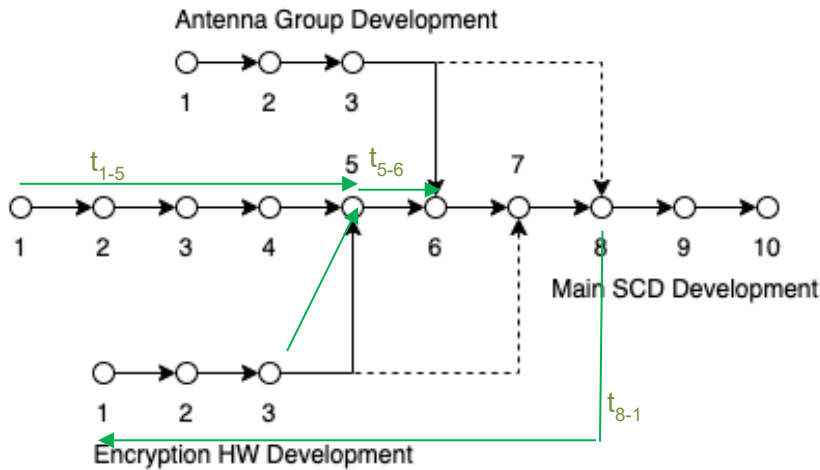 Antenna Group Development
1 2 3
t1-5 5 t5-6 7
1 2 3 4 6 8 9 10
Main SCD Development
1 2 3 t8-1
Encryption HW Development